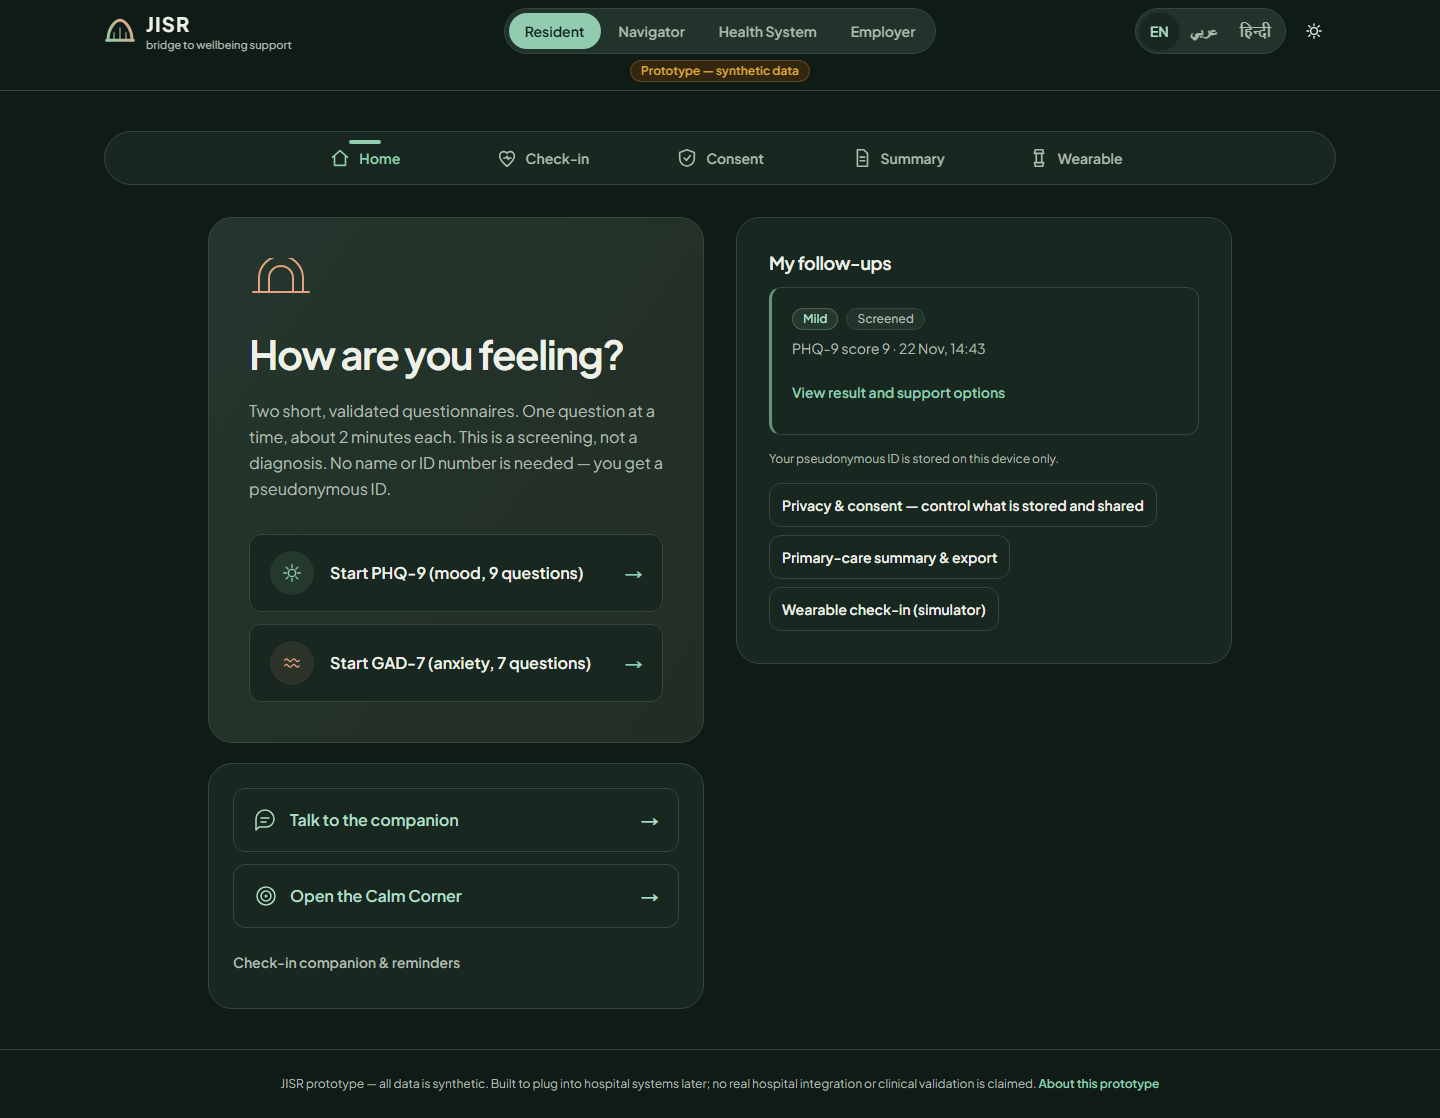 JISR
bridge to wellbeing support
Resident
Navigator
Health System
Employer
EN
عربي
हिन्दी
Prototype — synthetic data
Home
Check-in
Consent
Summary
Wearable
How are you feeling?
Two short, validated questionnaires. One question at a
time, about 2 minutes each. This is a screening, not a
diagnosis. No name or ID number is needed — you get a
pseudonymous ID.
Start PHQ-9 (mood, 9 questions) →
Start GAD-7 (anxiety, 7 questions) →
Talk to the companion →
Open the Calm Corner →
Check-in companion & reminders
My follow-ups
Mild
Screened
PHQ-9 score 9 · 22 Nov, 14:43
View result and support options
Your pseudonymous ID is stored on this device only.
Privacy & consent — control what is stored and shared
Primary-care summary & export
Wearable check-in (simulator)
JISR prototype — all data is synthetic. Built to plug into hospital systems later; no real hospital integration or clinical validation is claimed. About this prototype